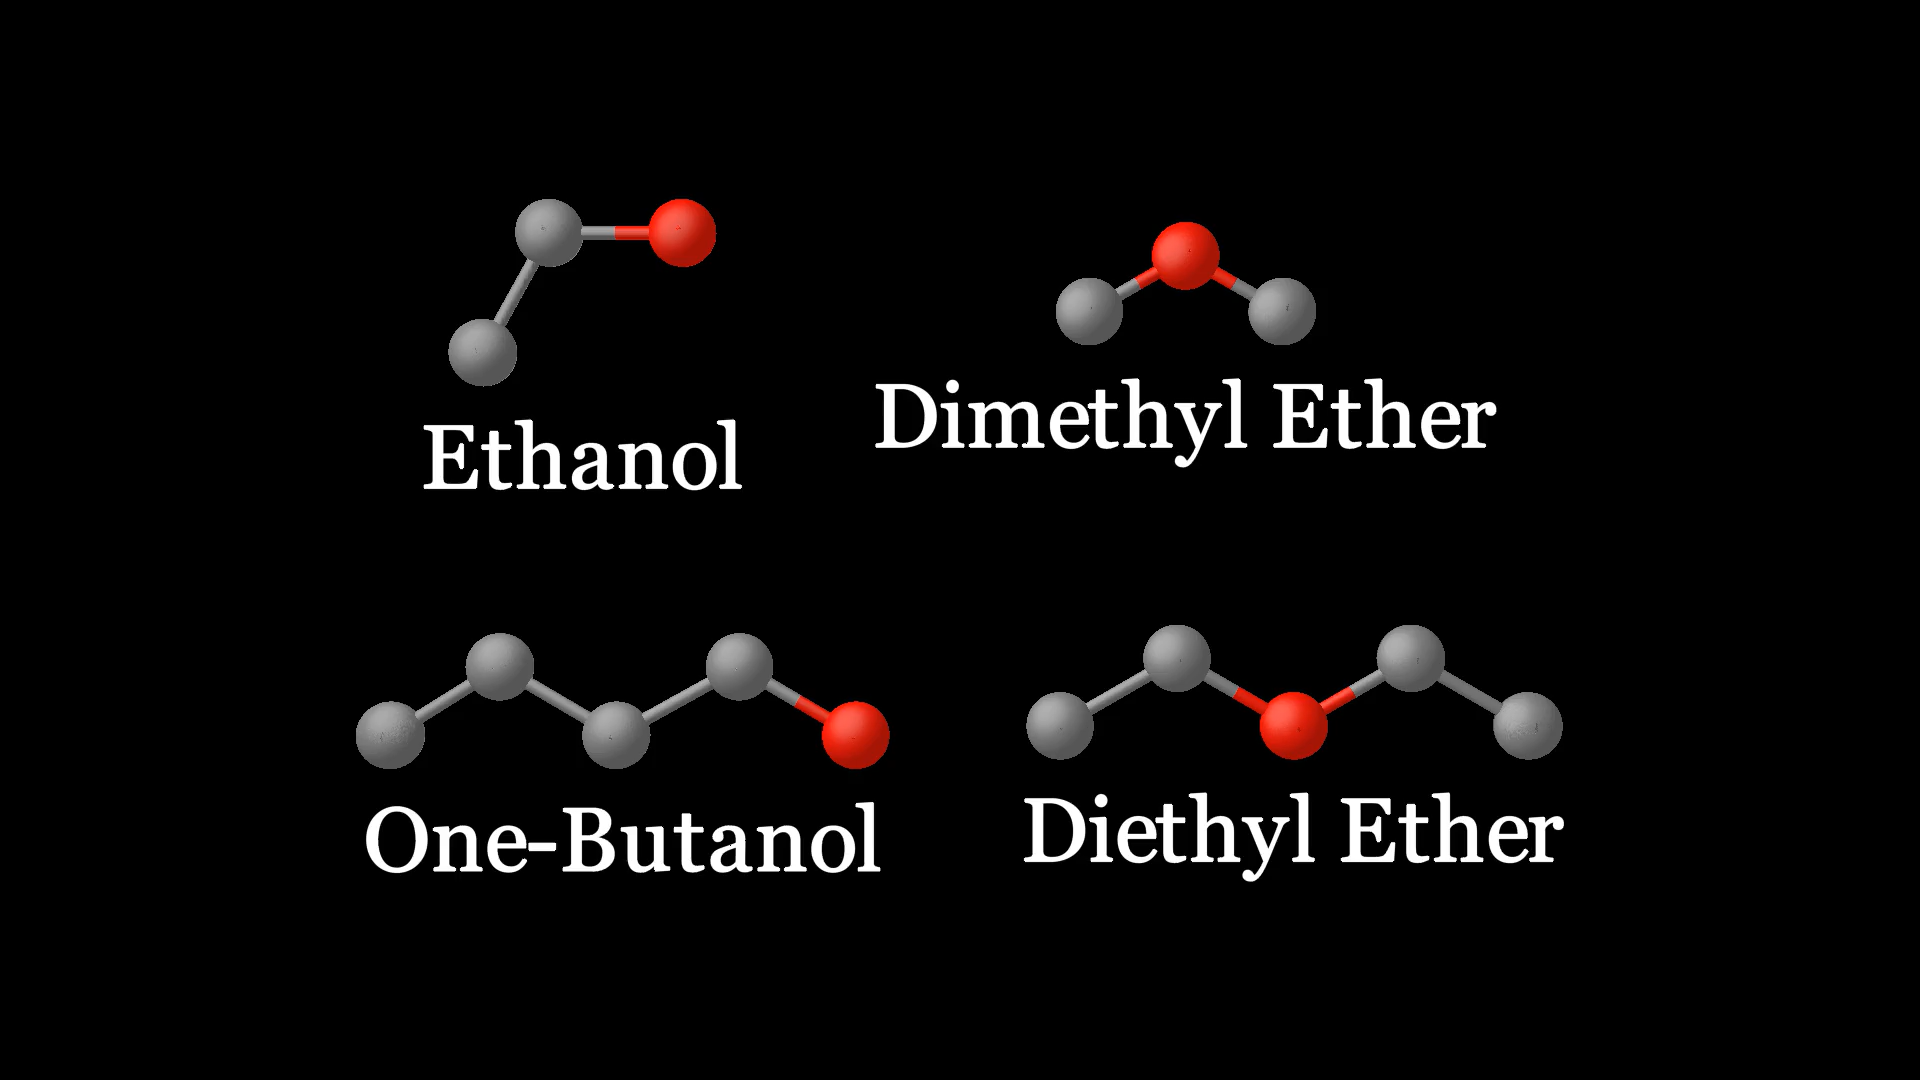 Ethanol
Dimethyl Ether
One-Butanol
Diethyl Ether